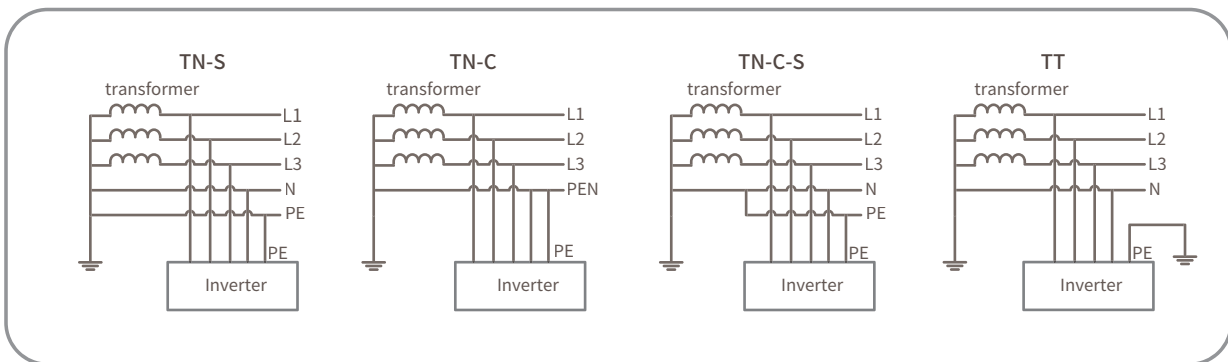 TN-S
transformer
L1
L2
L3
N
PE
PE
Inverter
TN-C
L1
L2
L3
PEN
PE
Inverter
TN-C-S
transformer
L1
L2
L3
N
PE
PE
Inverter
TT
transformer
L1
L2
L3
N
PE
Inverter